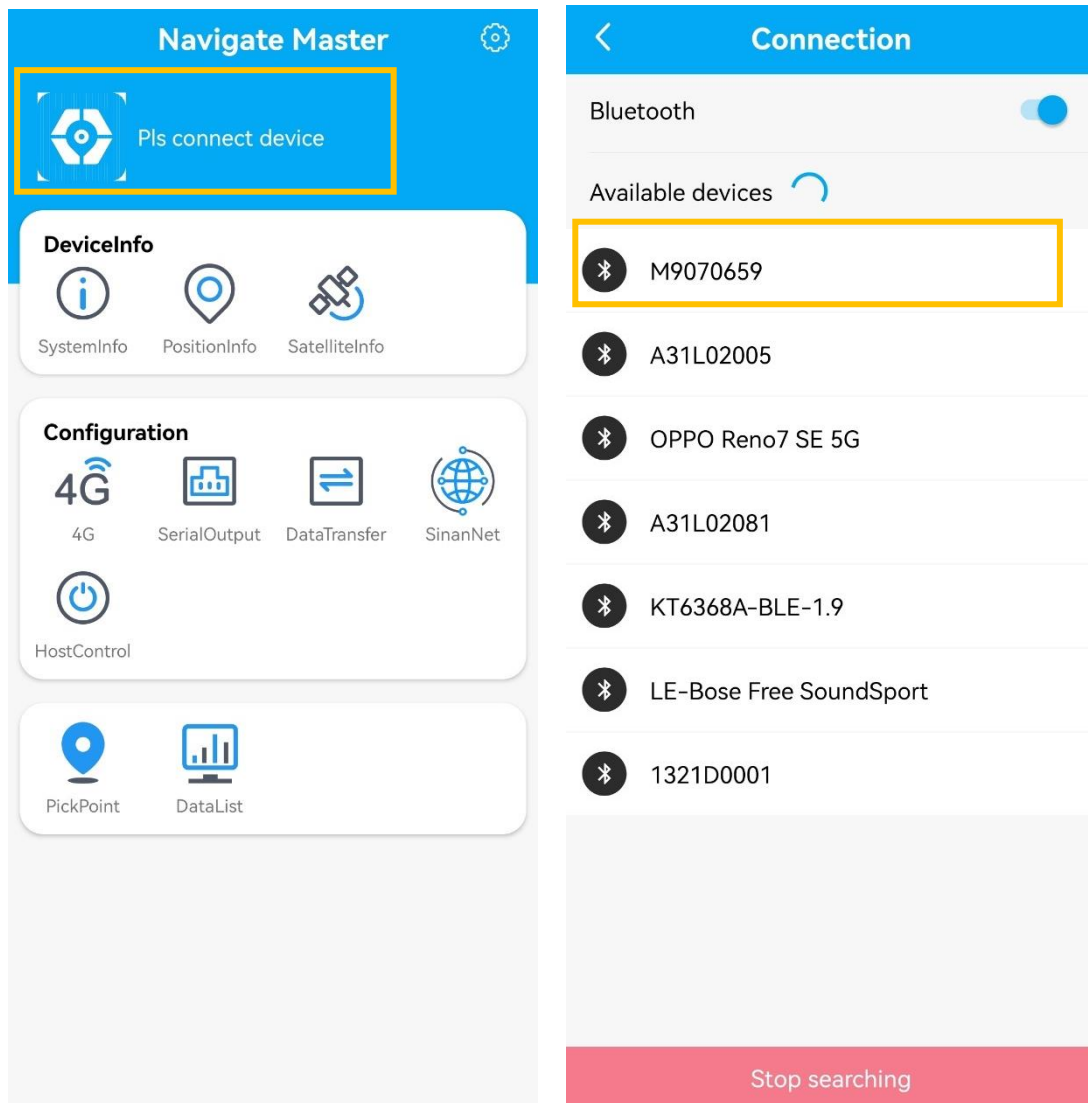 Navigate Master
Pls connect device
DeviceInfo
SystemInfo PositionInfo SatelliteInfo
Configuration
4G
4G SerialOutput DataTransfer SinanNet
HostControl
PickPoint DataList
Connection
Bluetooth
Available devices
M9070659
A31L02005
OPPO Reno7 SE 5G
A31L02081
KT6368A-BLE-1.9
LE-Bose Free SoundSport
1321D0001
Stop searching